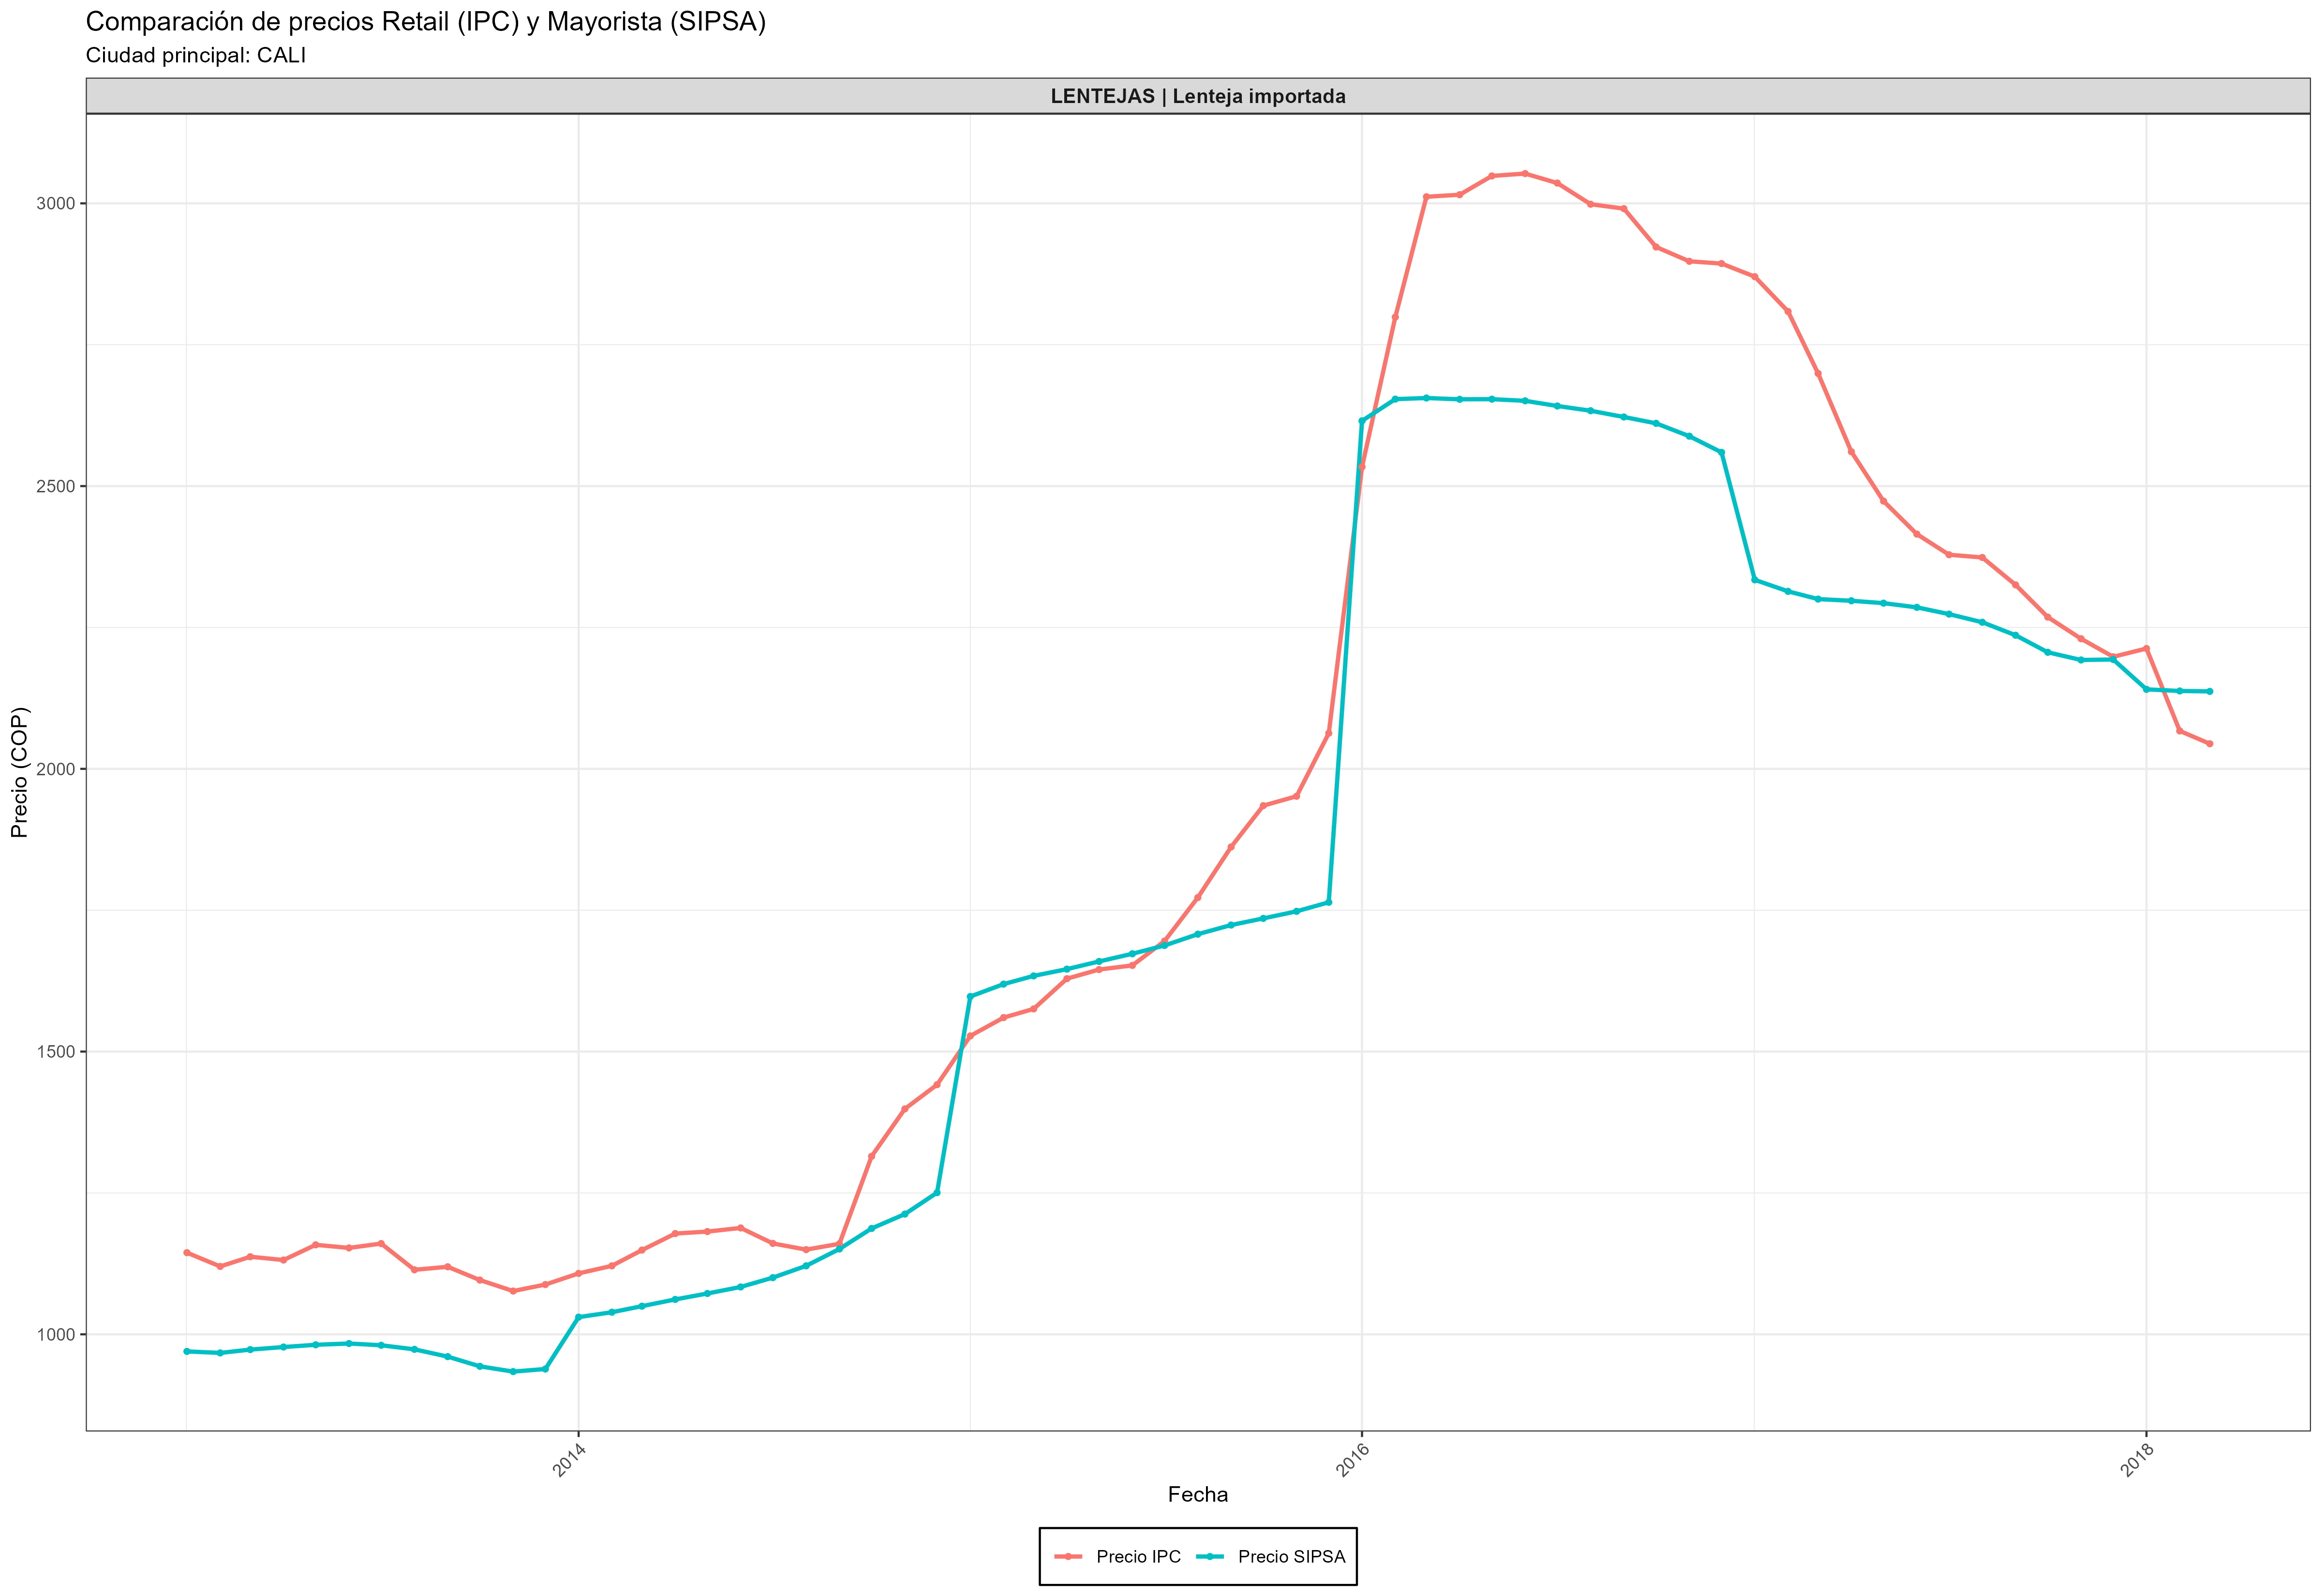 Comparación de precios Retail (IPC) y Mayorista (SIPSA)
Ciudad principal: CALI
LENTEJAS | Lenteja importada
Precio (COP)
3000
2500
2000
1500
1000
2014
2016
2018
Fecha
Precio IPC
Precio SIPSA